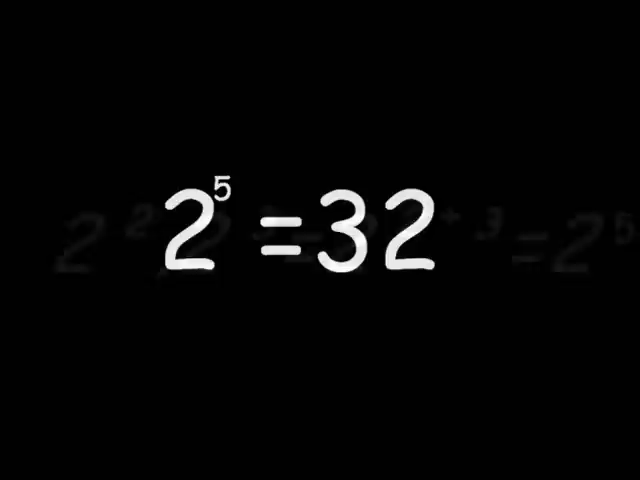 2⁵ = 32